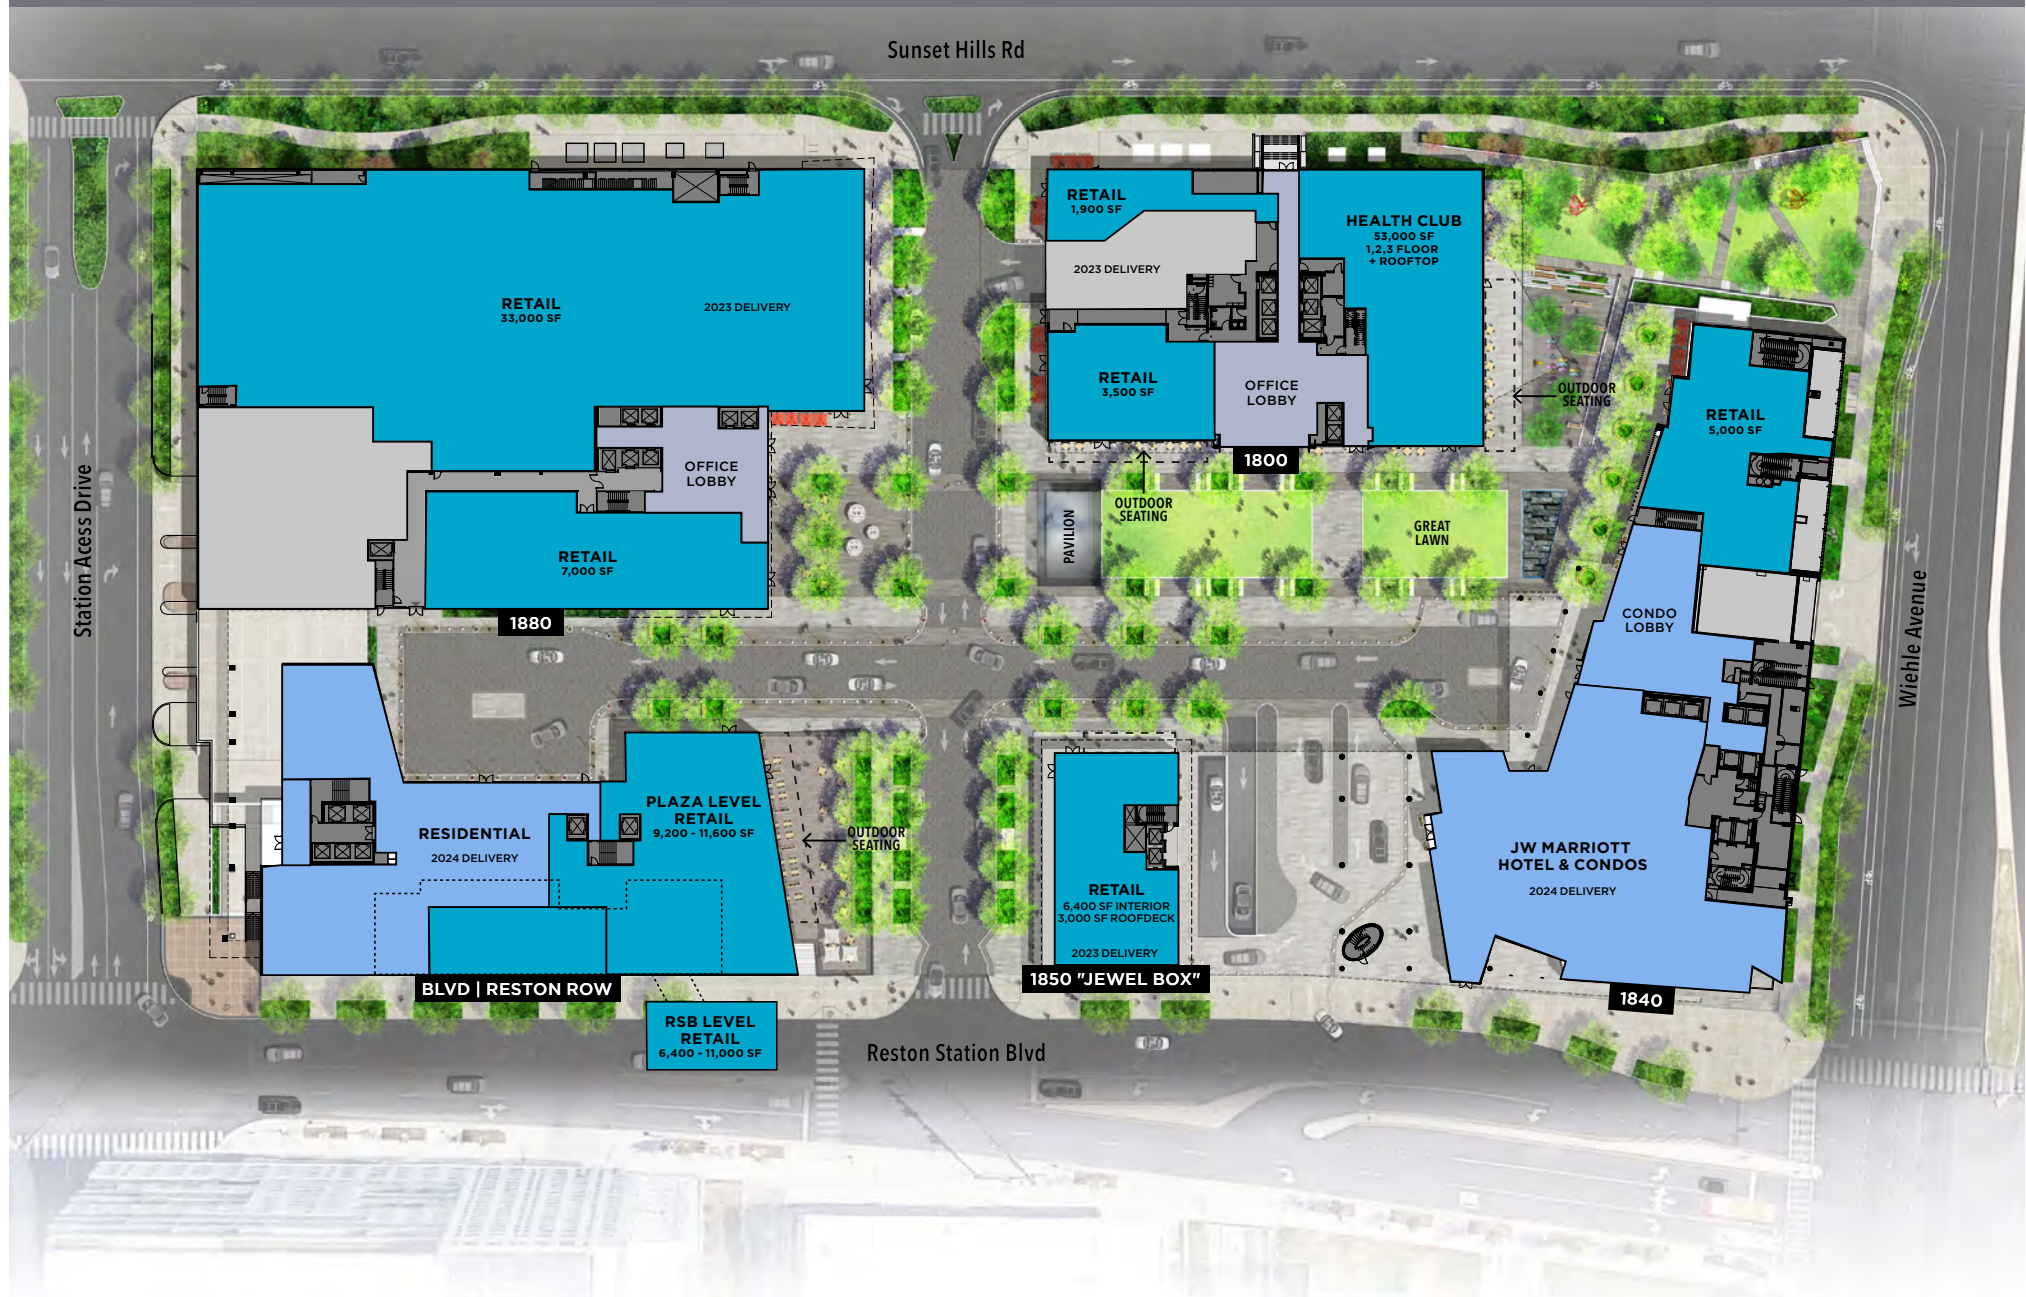 Sunset Hills Rd
RETAIL
33,000 SF
2023 DELIVERY
OFFICE
LOBBY
RETAIL
7,000 SF
1880
RETAIL
1,900 SF
2023 DELIVERY
HEALTH CLUB
53,000 SF
1,2,3 FLOOR
+ ROOFTOP
RETAIL
3,500 SF
OFFICE
LOBBY
1800
OUTDOOR
SEATING
OUTDOOR
SEATING
PAVILION
GREAT
LAWN
RETAIL
5,000 SF
CONDO
LOBBY
Station Acess Drive
Wiehle Avenue
RESIDENTIAL
2024 DELIVERY
PLAZA LEVEL
RETAIL
9,200 - 11,600 SF
OUTDOOR
SEATING
BLVD | RESTON ROW
RSB LEVEL
RETAIL
6,400 - 11,000 SF
RETAIL
6,400 SF INTERIOR
3,000 SF ROOFDECK
2023 DELIVERY
1850 "JEWEL BOX"
JW MARRIOTT
HOTEL & CONDOS
2024 DELIVERY
1840
Reston Station Blvd